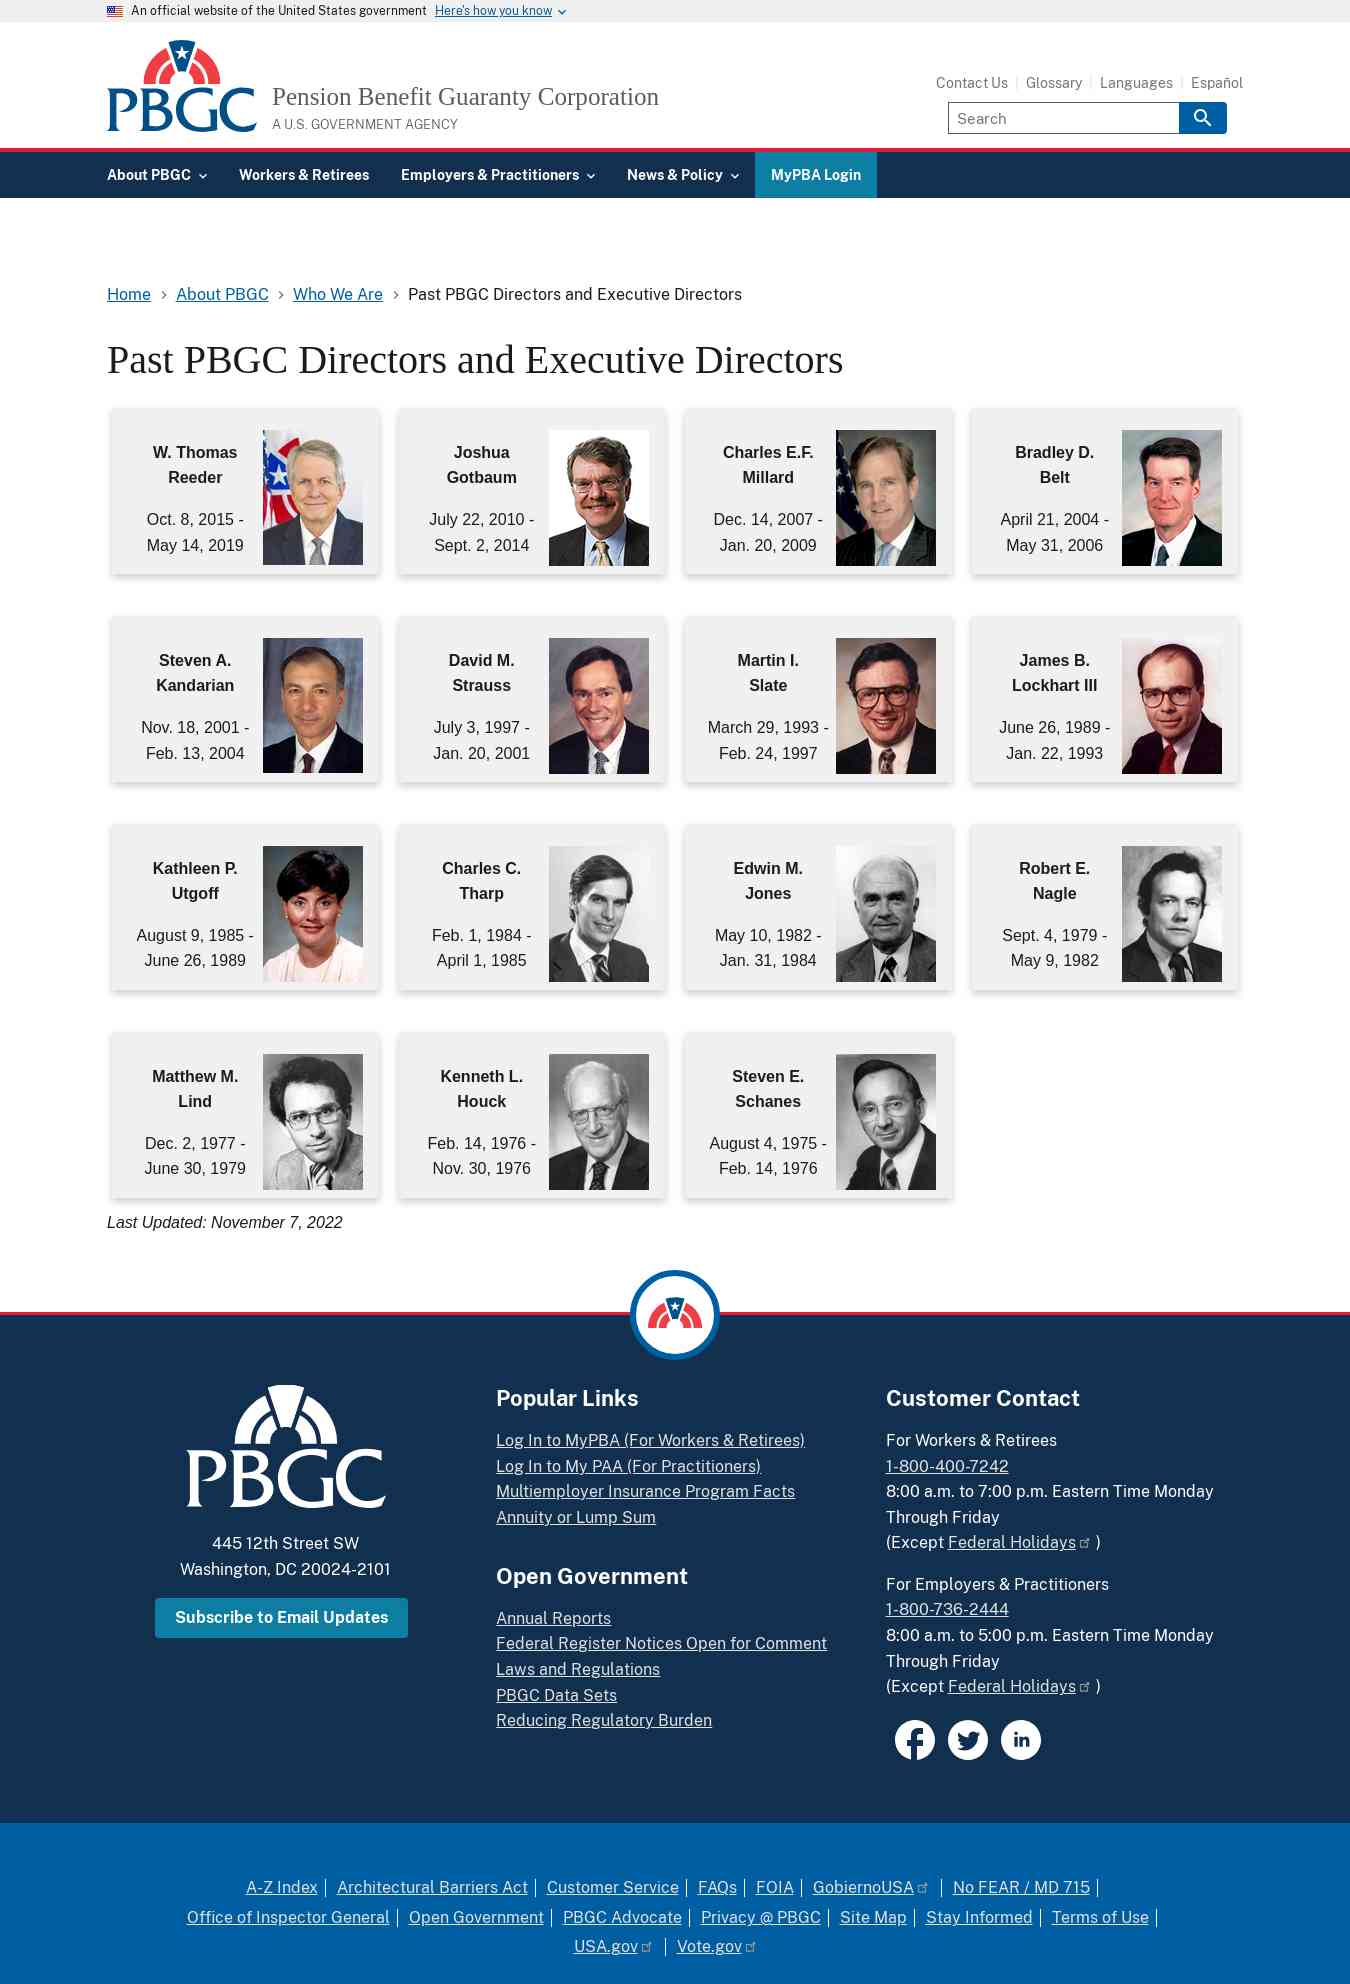 An official website of the United States government Here's how you know
PBGC
Pension Benefit Guaranty Corporation
A U.S. GOVERNMENT AGENCY
Contact Us Glossary Languages Español
Search
About PBGC Workers & Retirees Employers & Practitioners News & Policy MyPBA Login
Home About PBGC Who We Are Past PBGC Directors and Executive Directors
Past PBGC Directors and Executive Directors
W. Thomas
Reeder
Oct. 8, 2015 -
May 14, 2019
Joshua
Gotbaum
July 22, 2010 -
Sept. 2, 2014
Charles E.F.
Millard
Dec. 14, 2007 -
Jan. 20, 2009
Bradley D.
Belt
April 21, 2004 -
May 31, 2006
Steven A.
Kandarian
Nov. 18, 2001 -
Feb. 13, 2004
David M.
Strauss
July 3, 1997 -
Jan. 20, 2001
Martin I.
Slate
March 29, 1993 -
Feb. 24, 1997
James B.
Lockhart III
June 26, 1989 -
Jan. 22, 1993
Kathleen P.
Utgoff
August 9, 1985 -
June 26, 1989
Charles C.
Tharp
Feb. 1, 1984 -
April 1, 1985
Edwin M.
Jones
May 10, 1982 -
Jan. 31, 1984
Robert E.
Nagle
Sept. 4, 1979 -
May 9, 1982
Matthew M.
Lind
Dec. 2, 1977 -
June 30, 1979
Kenneth L.
Houck
Feb. 14, 1976 -
Nov. 30, 1976
Steven E.
Schanes
August 4, 1975 -
Feb. 14, 1976
Last Updated: November 7, 2022
PBGC
445 12th Street SW
Washington, DC 20024-2101
Subscribe to Email Updates
Popular Links
Log In to MyPBA (For Workers & Retirees)
Log In to My PAA (For Practitioners)
Multiemployer Insurance Program Facts
Annuity or Lump Sum
Open Government
Annual Reports
Federal Register Notices Open for Comment
Laws and Regulations
PBGC Data Sets
Reducing Regulatory Burden
Customer Contact
For Workers & Retirees
1-800-400-7242
8:00 a.m. to 7:00 p.m. Eastern Time Monday
Through Friday
(Except Federal Holidays )
For Employers & Practitioners
1-800-736-2444
8:00 a.m. to 5:00 p.m. Eastern Time Monday
Through Friday
(Except Federal Holidays )
in
A-Z Index Architectural Barriers Act Customer Service FAQs FOIA GobiernoUSA No FEAR / MD 715
Office of Inspector General Open Government PBGC Advocate Privacy @ PBGC Site Map Stay Informed Terms of Use
USA.gov Vote.gov